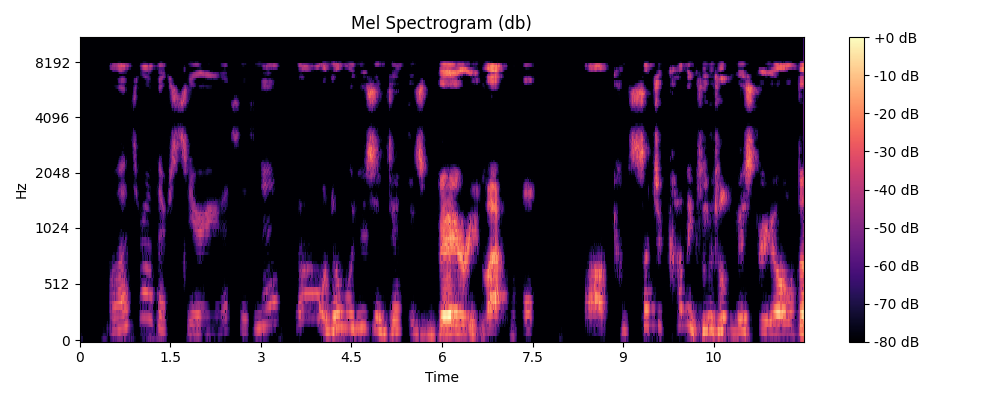 Mel Spectrogram (db)
Hz
8192
4096
2048
1024
512
0
0 1.5 3 4.5 6 7.5 9 10
Time
+0 dB
-10 dB
-20 dB
-30 dB
-40 dB
-50 dB
-60 dB
-70 dB
-80 dB